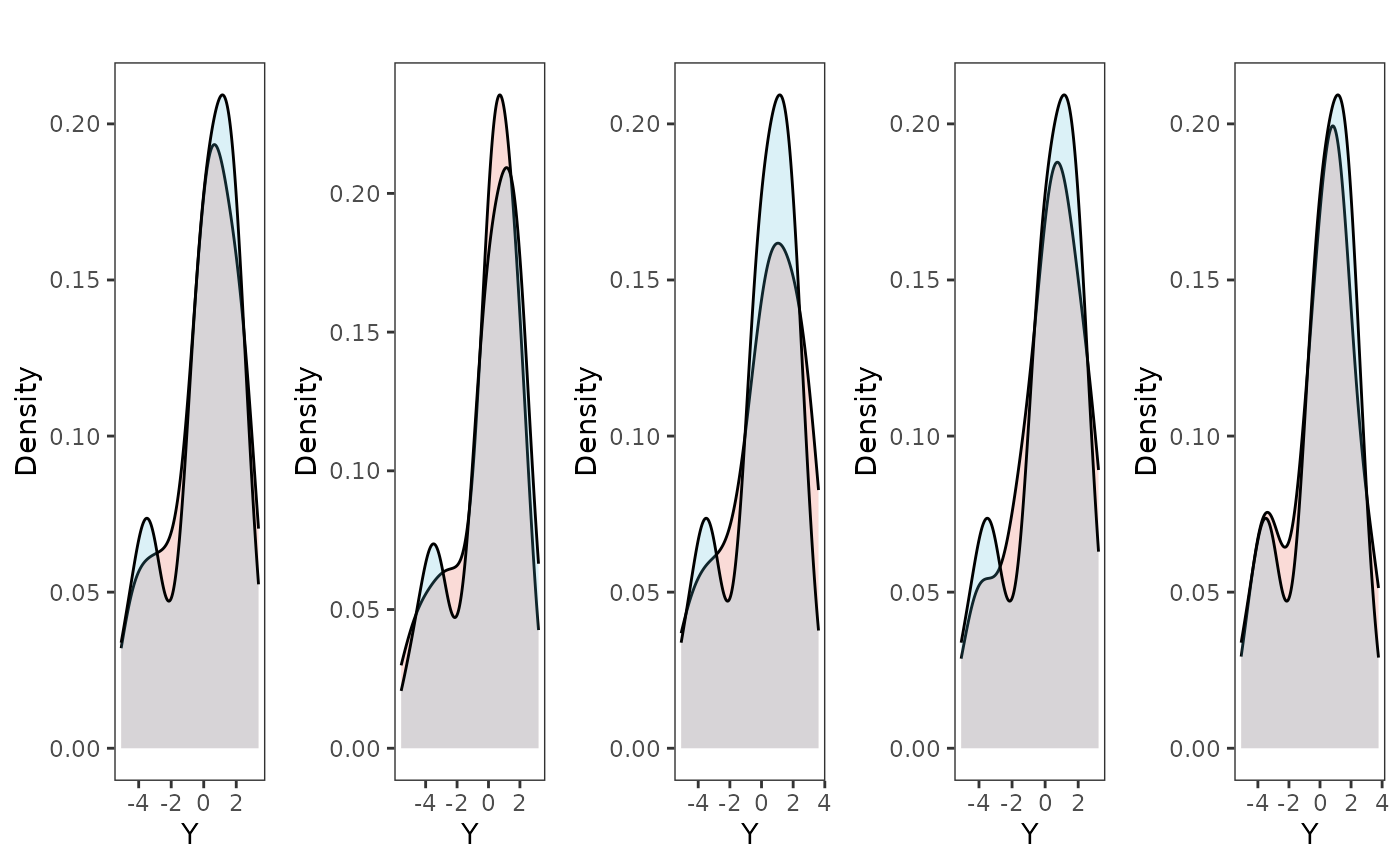 0.20 0.20 0.20 0.20
0.20
0.15 0.15 0.15 0.15
0.15
Density Density Density Density Density
0.10 0.10 0.10 0.10
0.10
0.05 0.05 0.05 0.05
0.05
0.00 0.00 0.00 0.00 0.00
-4 -2 0 2 -4 -2 0 2 -4 -2 0 2 4 -4 -2 0 2 -4 -2 0 2 4
Y Y Y Y Y